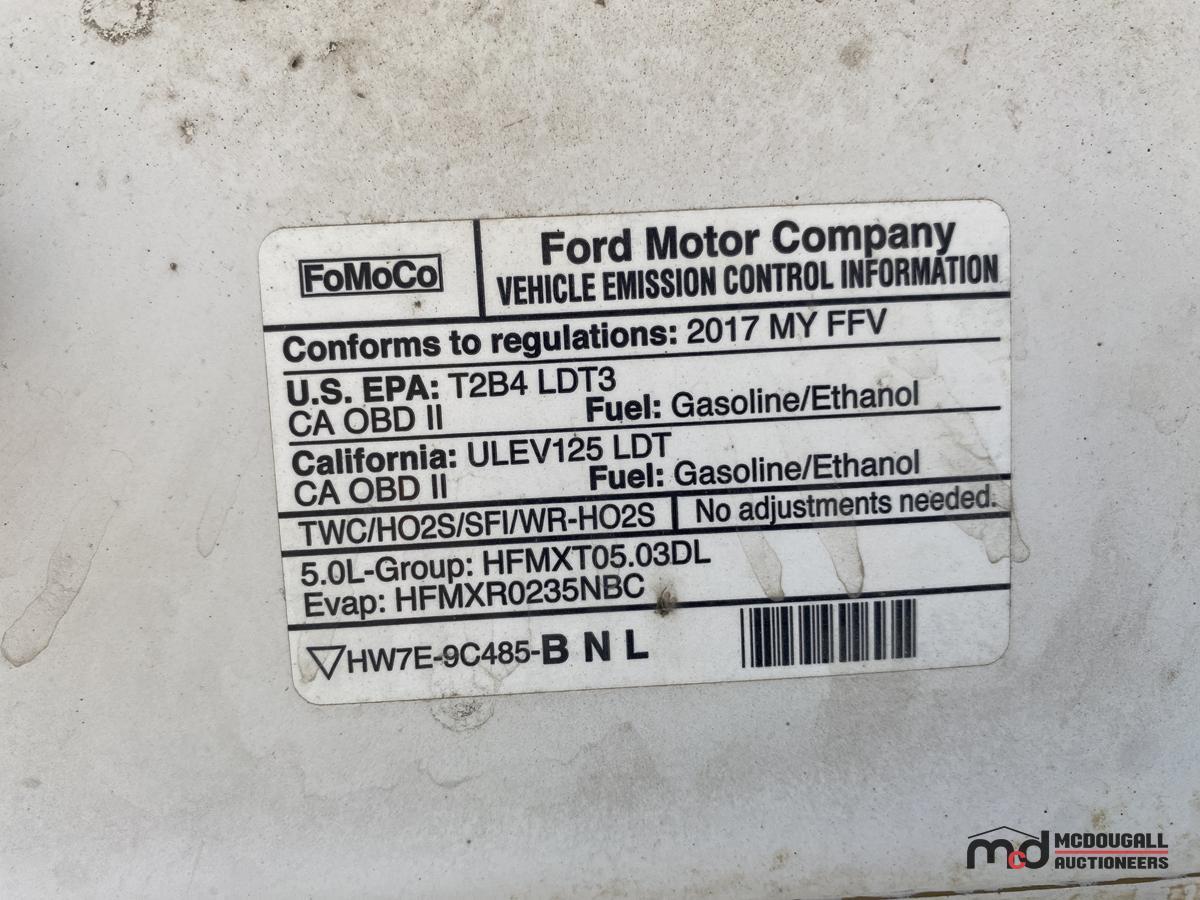 FoMoCo
Ford Motor Company
VEHICLE EMISSION CONTROL INFORMATION
Conforms to regulations: 2017 MY FFV
U.S. EPA: T2B4 LDT3
CA OBD II Fuel: Gasoline/Ethanol
California: ULEV125 LDT
CA OBD II Fuel: Gasoline/Ethanol
TWC/HO2S/SFI/WR-HO2S No adjustments needed.
5.0L-Group: HFMXT05.03DL
Evap: HFMXR0235NBC
HW7E-9C485-B N L
mcd MCDOUGALL
AUCTIONEERS